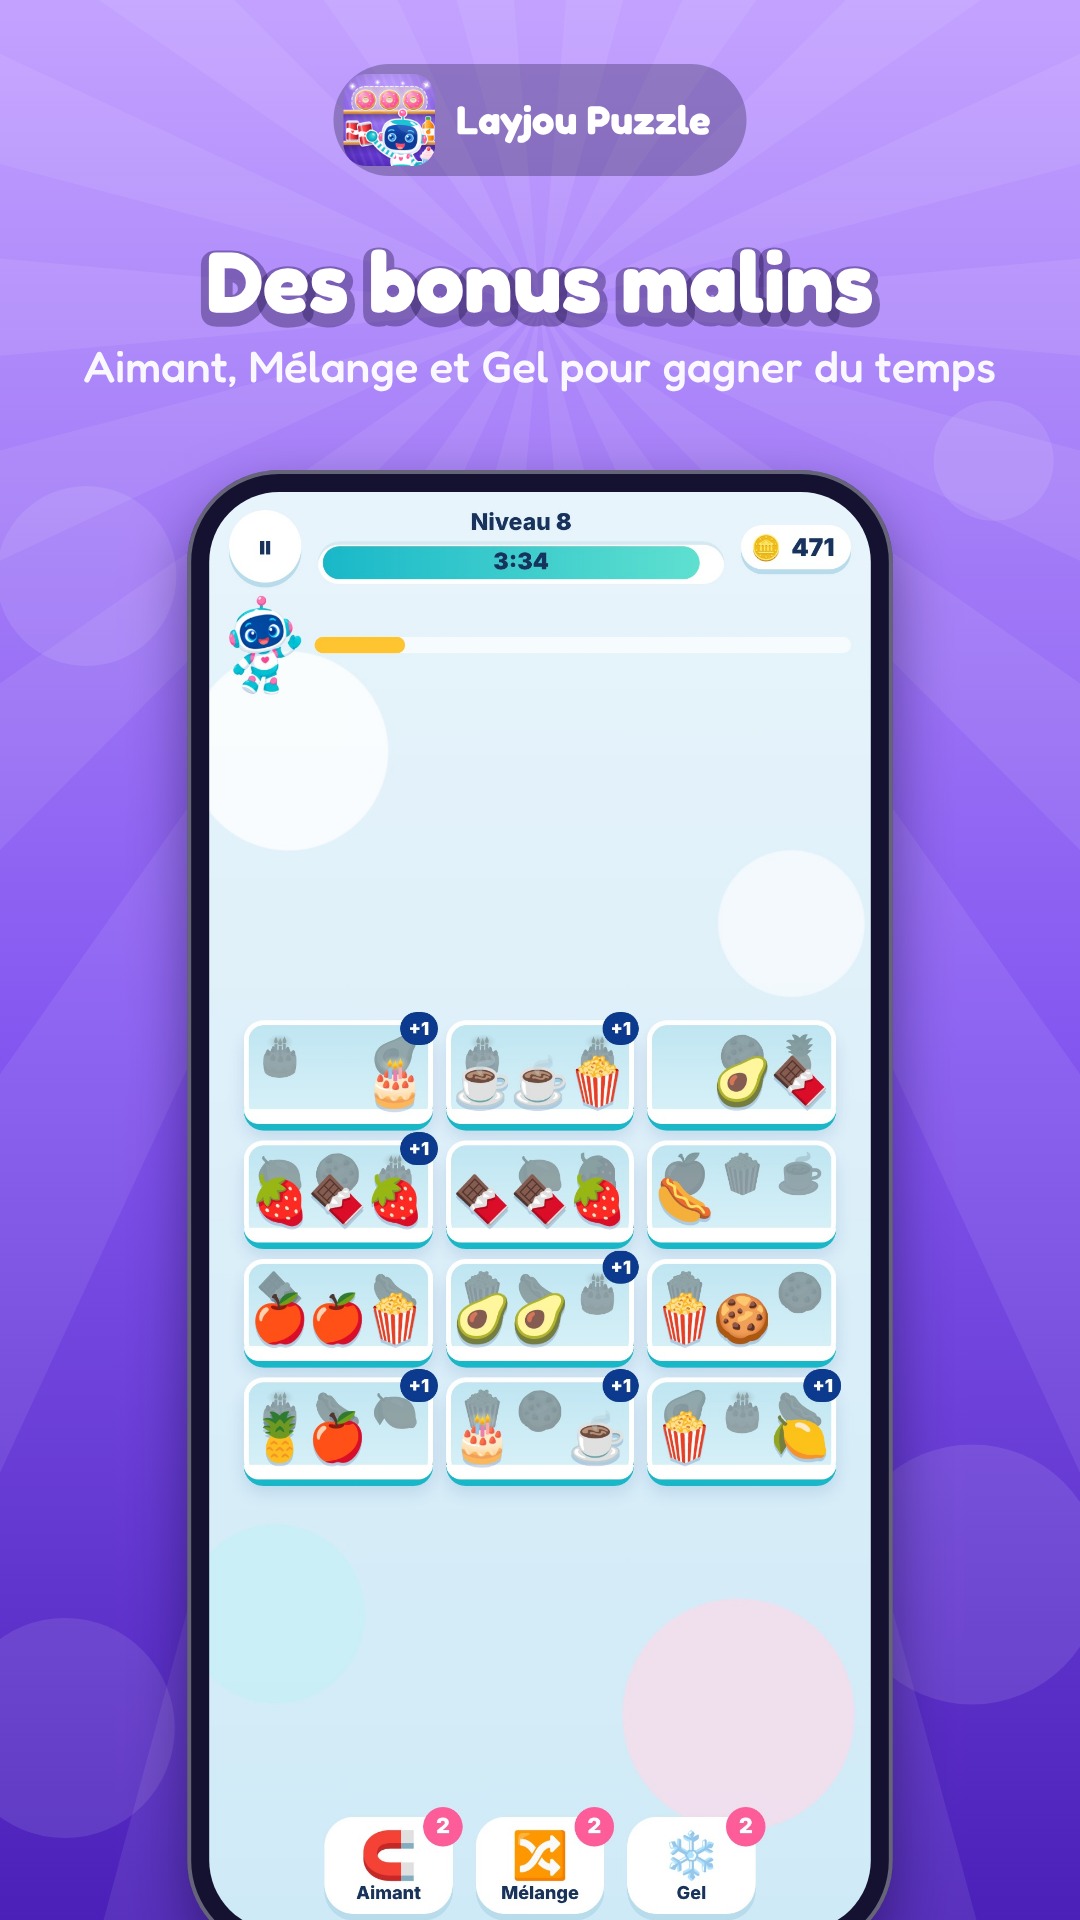 Layjou Puzzle
Des bonus malins
Aimant, Mélange et Gel pour gagner du temps
Niveau 8
3:34
471
+1
+1
+1
+1
+1
+1
+1
2
2
2
Aimant
Mélange
Gel